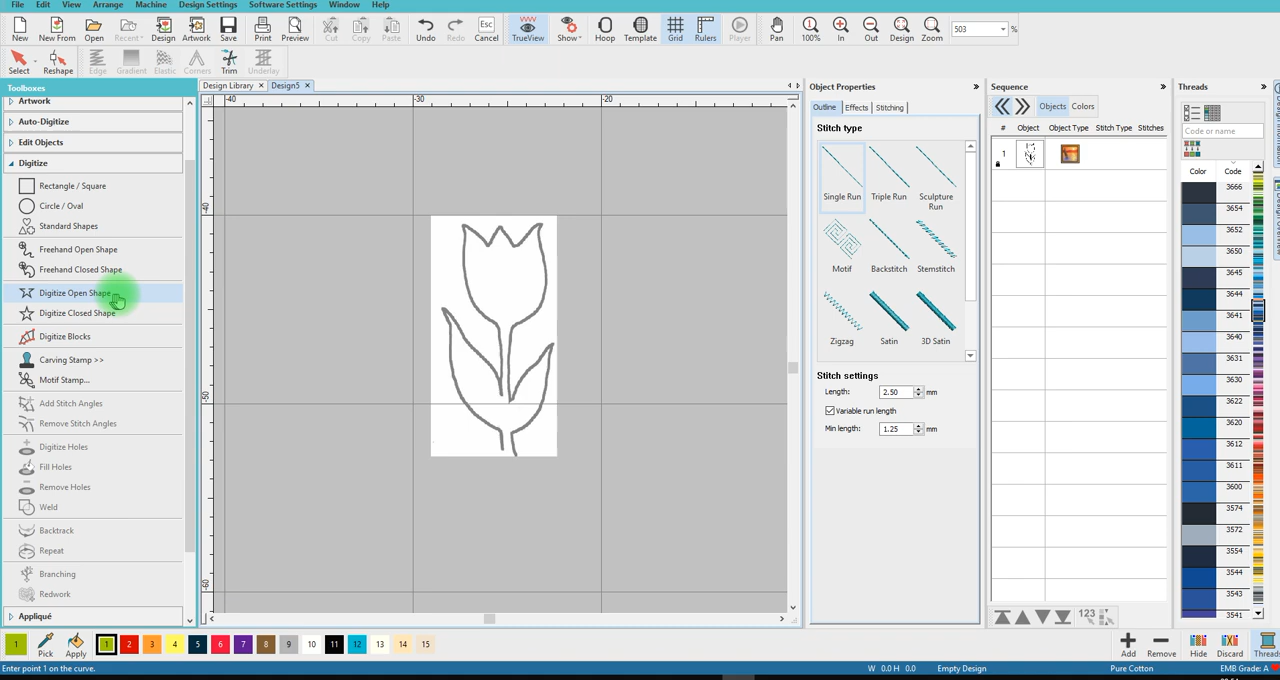 File Edit View Arrange Machine Design Settings Software Settings Window Help
New New From Open Recent Design Artwork Save Print Preview Cut Copy Paste Undo Redo Esc Cancel TrueView Show Hoop Template Grid Rulers Player Pan 100% In Out Design Zoom 503 %
Select Reshape Edge Gradient Elastic Corners Trim Underlay
Toolboxes
Artwork
Auto-Digitize
Edit Objects
Digitize
Rectangle / Square
Circle / Oval
Standard Shapes
Freehand Open Shape
Freehand Closed Shape
Digitize Open Shape
Digitize Closed Shape
Digitize Blocks
Carving Stamp >>
Motif Stamp...
Add Stitch Angles
Remove Stitch Angles
Digitize Holes
Fill Holes
Remove Holes
Weld
Backtrack
Repeat
Branching
Redwork
Appliqué
Design Library × Design5 ×
-40 -30 -20
-40
-50
-60
Object Properties »
Outline Effects Stitching
Stitch type
Single Run Triple Run Sculpture Run
Motif Backstitch Stemstitch
Zigzag Satin 3D Satin
Stitch settings
Length: 2.50 mm
Variable run length
Min length: 1.25 mm
Sequence »
Objects Colors
# Object Object Type Stitch Type Stitches
1
123
Threads »
Code or name
Color Code
3666
3654
3652
3650
3645
3644
3641
3640
3631
3630
3622
3620
3612
3611
3600
3574
3572
3554
3544
3543
3541
1 Pick Apply 1 2 3 4 5 6 7 8 9 10 11 12 13 14 15
Add Remove Hide Discard Threads
Enter point 1 on the curve. W 0.0 H 0.0 Empty Design Pure Cotton EMB Grade: A